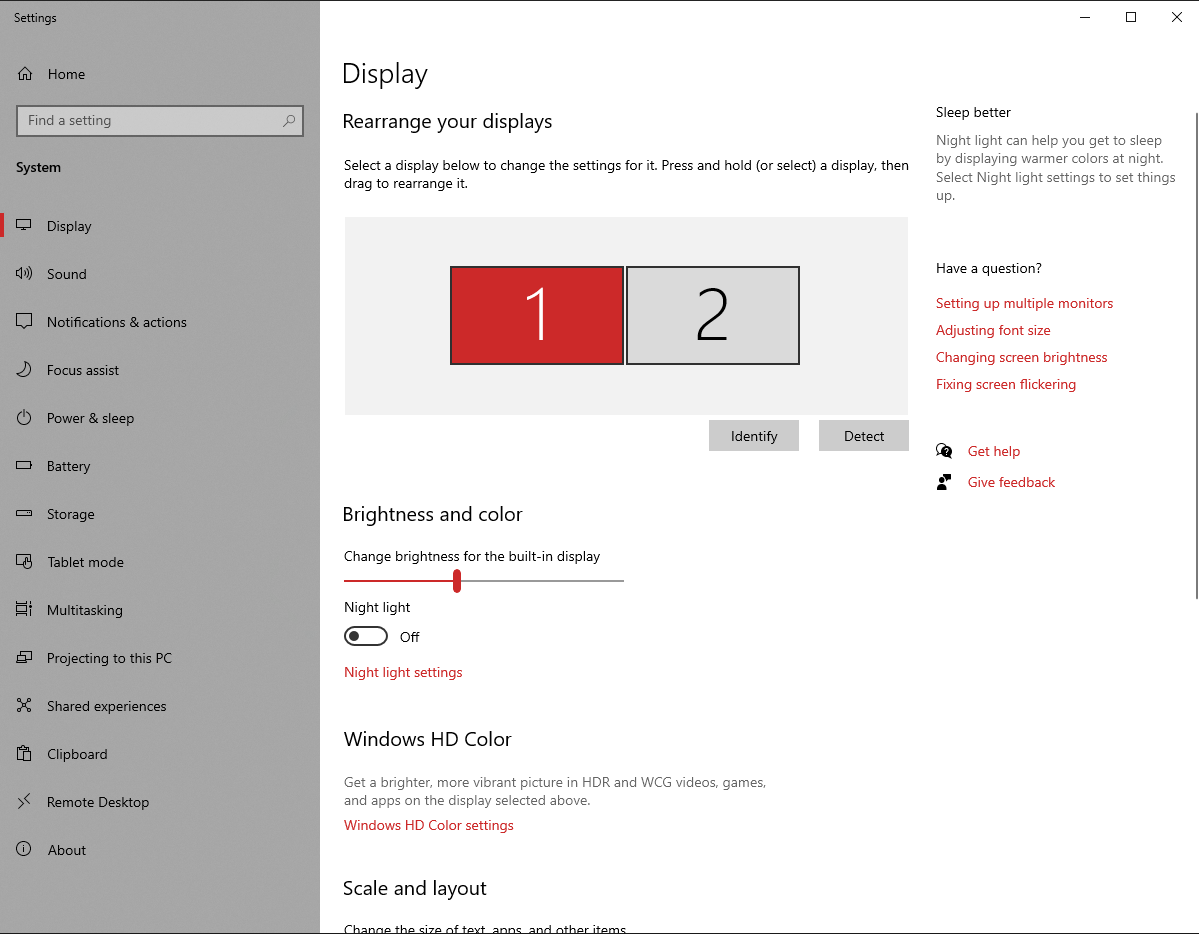 Settings
Home
Find a setting
System
Display
Sound
Notifications & actions
Focus assist
Power & sleep
Battery
Storage
Tablet mode
Multitasking
Projecting to this PC
Shared experiences
Clipboard
Remote Desktop
About
Display
Rearrange your displays
Select a display below to change the settings for it. Press and hold (or select) a display, then
drag to rearrange it.
1
2
Identify
Detect
Brightness and color
Change brightness for the built-in display
Night light
Off
Night light settings
Windows HD Color
Get a brighter, more vibrant picture in HDR and WCG videos, games,
and apps on the display selected above.
Windows HD Color settings
Scale and layout
Change the size of text, apps, and other items
Sleep better
Night light can help you get to sleep
by displaying warmer colors at night.
Select Night light settings to set things
up.
Have a question?
Setting up multiple monitors
Adjusting font size
Changing screen brightness
Fixing screen flickering
Get help
Give feedback